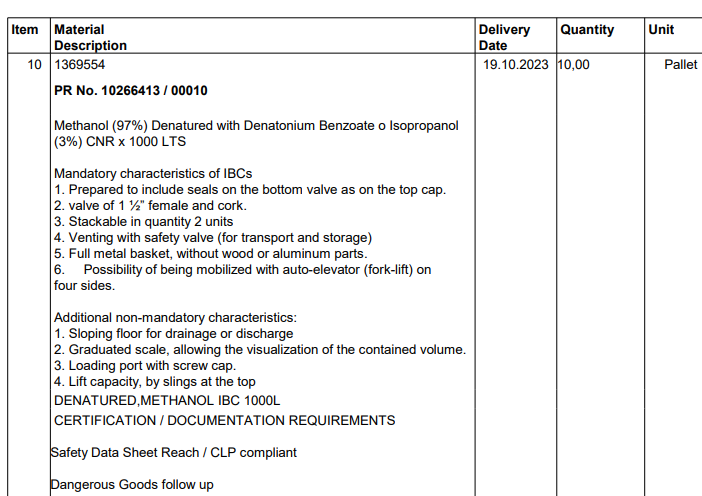 Item Material Description Delivery Date Quantity Unit
10 1369554 19.10.2023 10,00 Pallet
PR No. 10266413 / 00010
Methanol (97%) Denatured with Denatonium Benzoate o Isopropanol
(3%) CNR x 1000 LTS
Mandatory characteristics of IBCs
1. Prepared to include seals on the bottom valve as on the top cap.
2. valve of 1 ½" female and cork.
3. Stackable in quantity 2 units
4. Venting with safety valve (for transport and storage)
5. Full metal basket, without wood or aluminum parts.
6. Possibility of being mobilized with auto-elevator (fork-lift) on
four sides.
Additional non-mandatory characteristics:
1. Sloping floor for drainage or discharge
2. Graduated scale, allowing the visualization of the contained volume.
3. Loading port with screw cap.
4. Lift capacity, by slings at the top
DENATURED,METHANOL IBC 1000L
CERTIFICATION / DOCUMENTATION REQUIREMENTS
Safety Data Sheet Reach / CLP compliant
Dangerous Goods follow up